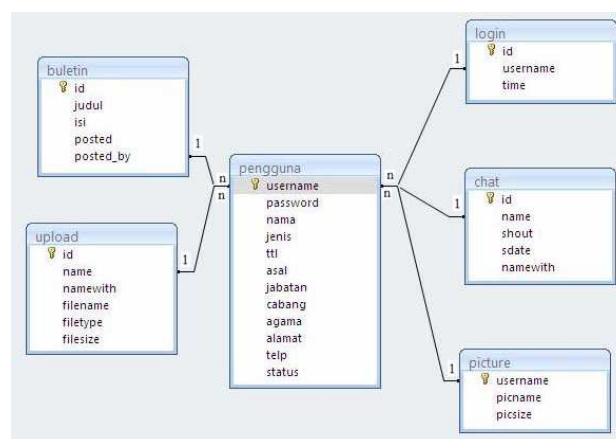 buletin
id
judul
isi
posted
posted_by
1
upload
id
name
namewith
filename
filetype
filesize
1
n
n
pengguna
username
password
nama
jenis
ttl
asal
jabatan
cabang
agama
alamat
telp
status
n
n
login
id
username
time
1
chat
id
name
shout
sdate
namewith
1
picture
username
picname
picsize
1